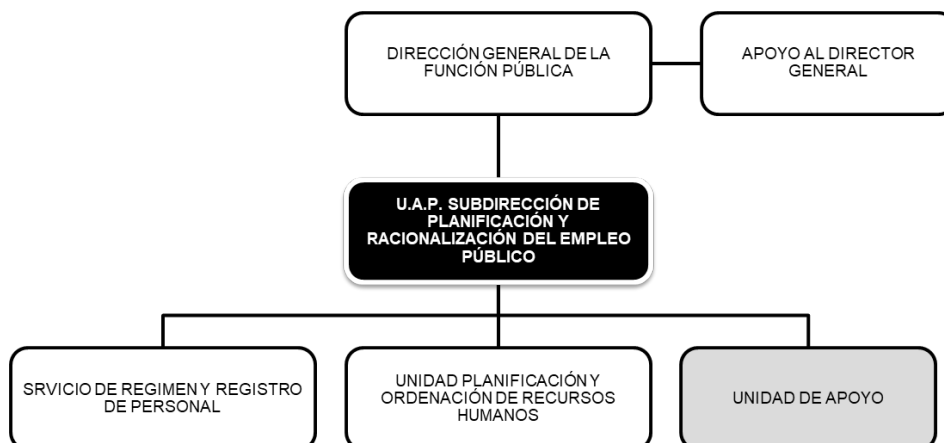 DIRECCIÓN GENERAL DE LA
FUNCIÓN PÚBLICA
APOYO AL DIRECTOR
GENERAL
U.A.P. SUBDIRECCIÓN DE
PLANIFICACIÓN Y
RACIONALIZACIÓN DEL EMPLEO
PÚBLICO
SRVICIO DE REGIMEN Y REGISTRO
DE PERSONAL
UNIDAD PLANIFICACIÓN Y
ORDENACIÓN DE RECURSOS
HUMANOS
UNIDAD DE APOYO